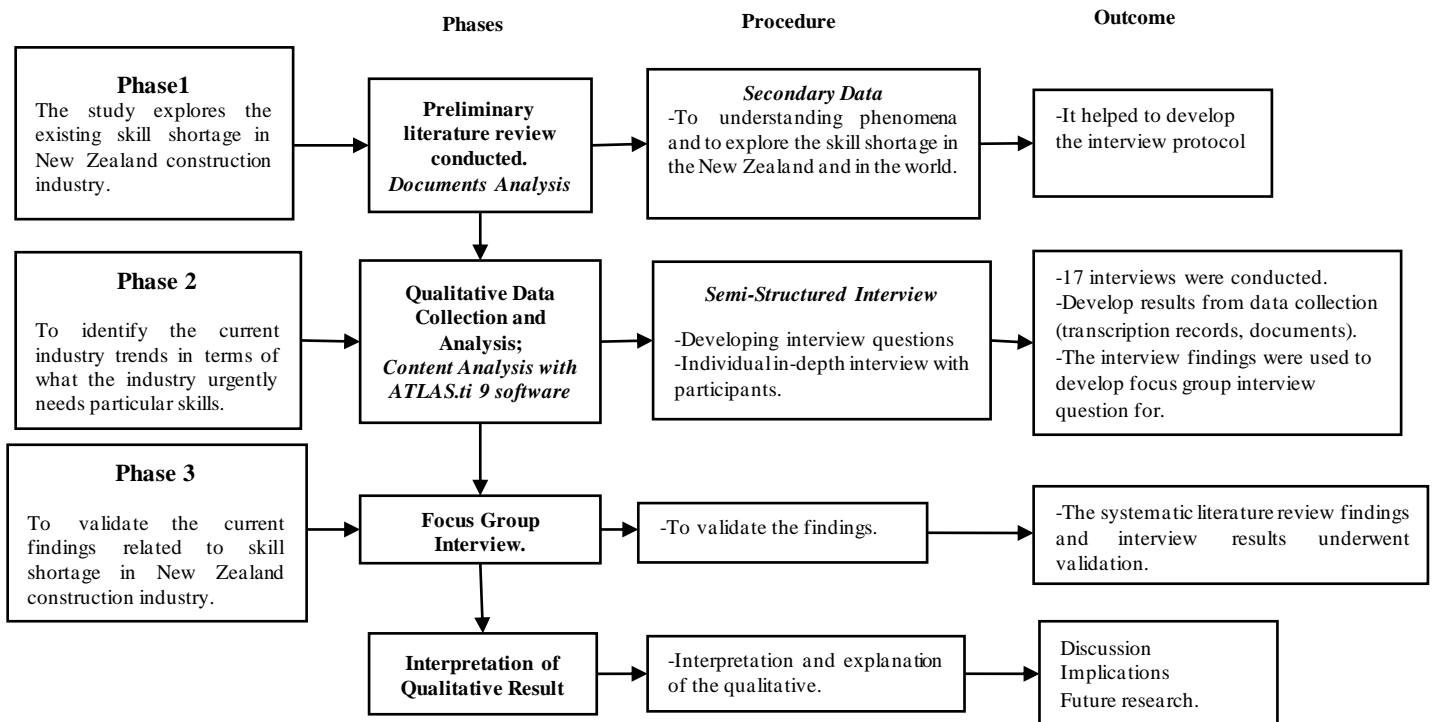 Phases
Procedure
Outcome
Phase1
The study explores the
existing skill shortage in
New Zealand construction
industry.
Preliminary
literature review
conducted.
Documents Analysis
Secondary Data
-To understanding phenomena
and to explore the skill shortage in
the New Zealand and in the world.
-It helped to develop
the interview protocol
Phase 2
To identify the current
industry trends in terms of
what the industry urgently
needs particular skills.
Qualitative Data
Collection and
Analysis;
Content Analysis with
ATLAS.ti 9 software
Semi-Structured Interview
-Developing interview questions
-Individual in-depth interview with
participants.
-17 interviews were conducted.
-Develop results from data collection
(transcription records, documents).
-The interview findings were used to
develop focus group interview
question for.
Phase 3
To validate the current
findings related to skill
shortage in New Zealand
construction industry.
Focus Group
Interview.
-To validate the findings.
-The systematic literature review findings
and interview results underwent
validation.
Interpretation of
Qualitative Result
-Interpretation and explanation
of the qualitative.
Discussion
Implications
Future research.